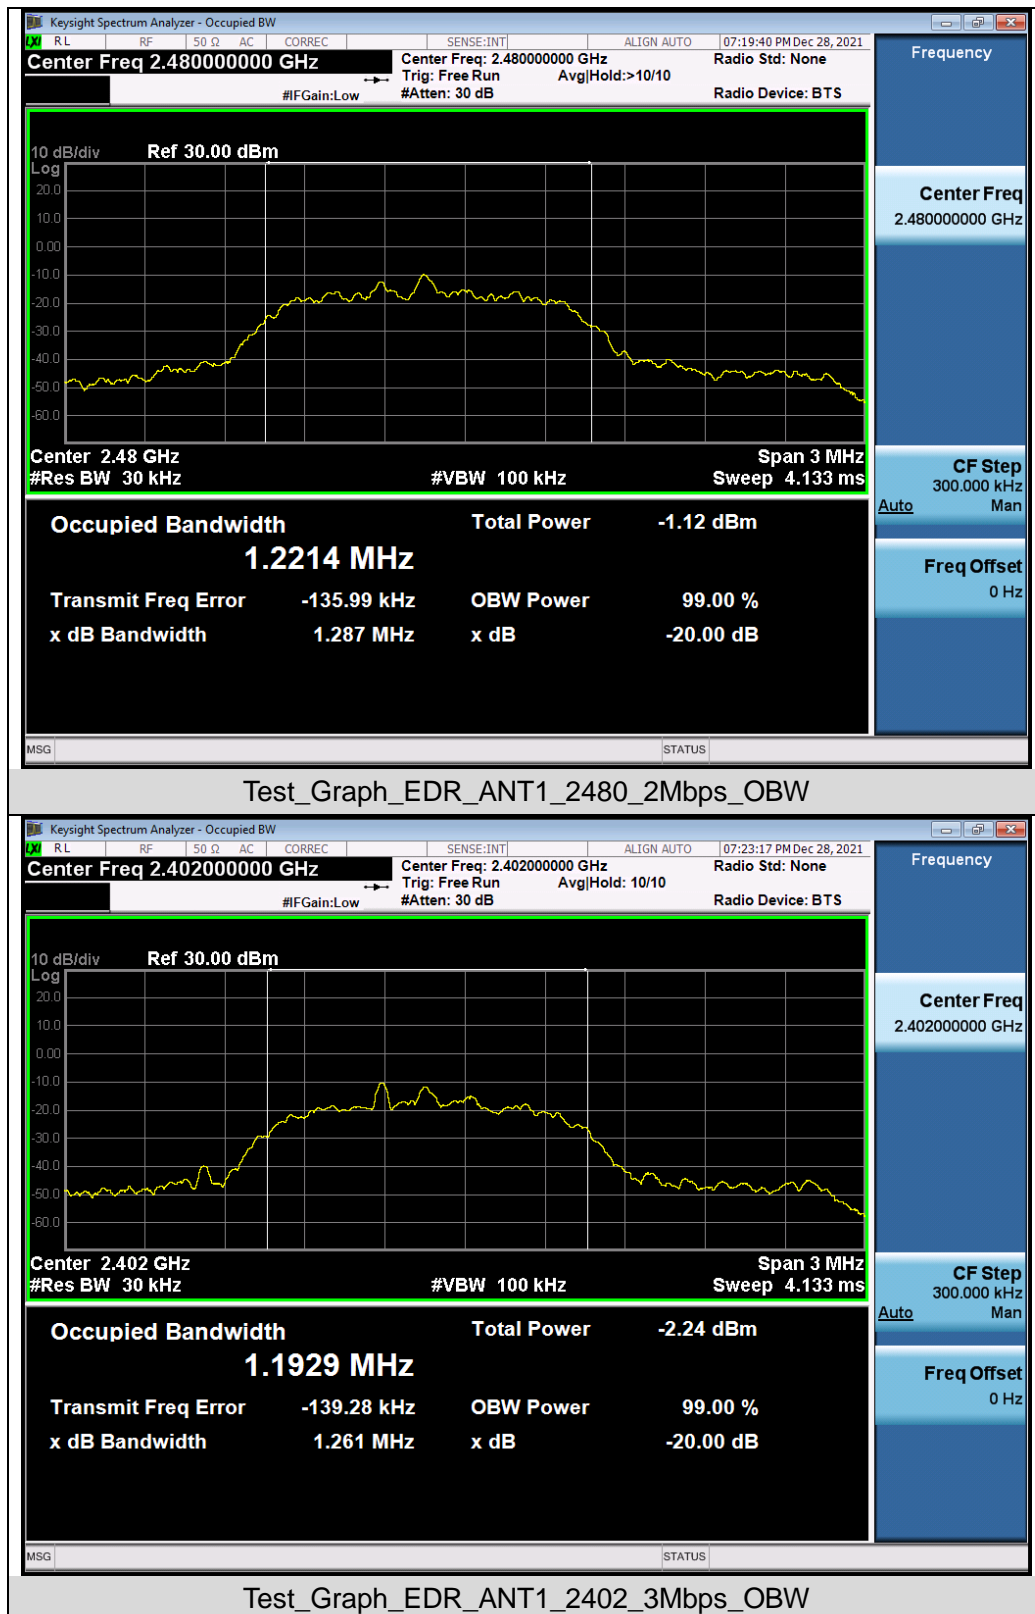 Keysight Spectrum Analyzer - Occupied BW
LXI RL RF 50 Ω AC CORREC SENSE:INT ALIGN AUTO 07:19:40 PM Dec 28, 2021
Center Freq 2.480000000 GHz
Center Freq: 2.480000000 GHz
Radio Std: None
Trig: Free Run Avg|Hold:>10/10
#IFGain:Low
#Atten: 30 dB
Radio Device: BTS
10 dB/div Ref 30.00 dBm
Log
20.0
10.0
0.00
-10.0
-20.0
-30.0
-40.0
-50.0
-60.0
Center 2.48 GHz Span 3 MHz
#Res BW 30 kHz #VBW 100 kHz Sweep 4.133 ms
Occupied Bandwidth Total Power -1.12 dBm
1.2214 MHz
Transmit Freq Error -135.99 kHz OBW Power 99.00 %
x dB Bandwidth 1.287 MHz x dB -20.00 dB
MSG STATUS
Frequency
Center Freq
2.480000000 GHz
CF Step
300.000 kHz
Auto Man
Freq Offset
0 Hz
Test_Graph_EDR_ANT1_2480_2Mbps_OBW
Keysight Spectrum Analyzer - Occupied BW
LXI RL RF 50 Ω AC CORREC SENSE:INT ALIGN AUTO 07:23:17 PM Dec 28, 2021
Center Freq 2.402000000 GHz
Center Freq: 2.402000000 GHz
Radio Std: None
Trig: Free Run Avg|Hold: 10/10
#IFGain:Low
#Atten: 30 dB
Radio Device: BTS
10 dB/div Ref 30.00 dBm
Log
20.0
10.0
0.00
-10.0
-20.0
-30.0
-40.0
-50.0
-60.0
Center 2.402 GHz Span 3 MHz
#Res BW 30 kHz #VBW 100 kHz Sweep 4.133 ms
Occupied Bandwidth Total Power -2.24 dBm
1.1929 MHz
Transmit Freq Error -139.28 kHz OBW Power 99.00 %
x dB Bandwidth 1.261 MHz x dB -20.00 dB
MSG STATUS
Frequency
Center Freq
2.402000000 GHz
CF Step
300.000 kHz
Auto Man
Freq Offset
0 Hz
Test_Graph_EDR_ANT1_2402_3Mbps_OBW